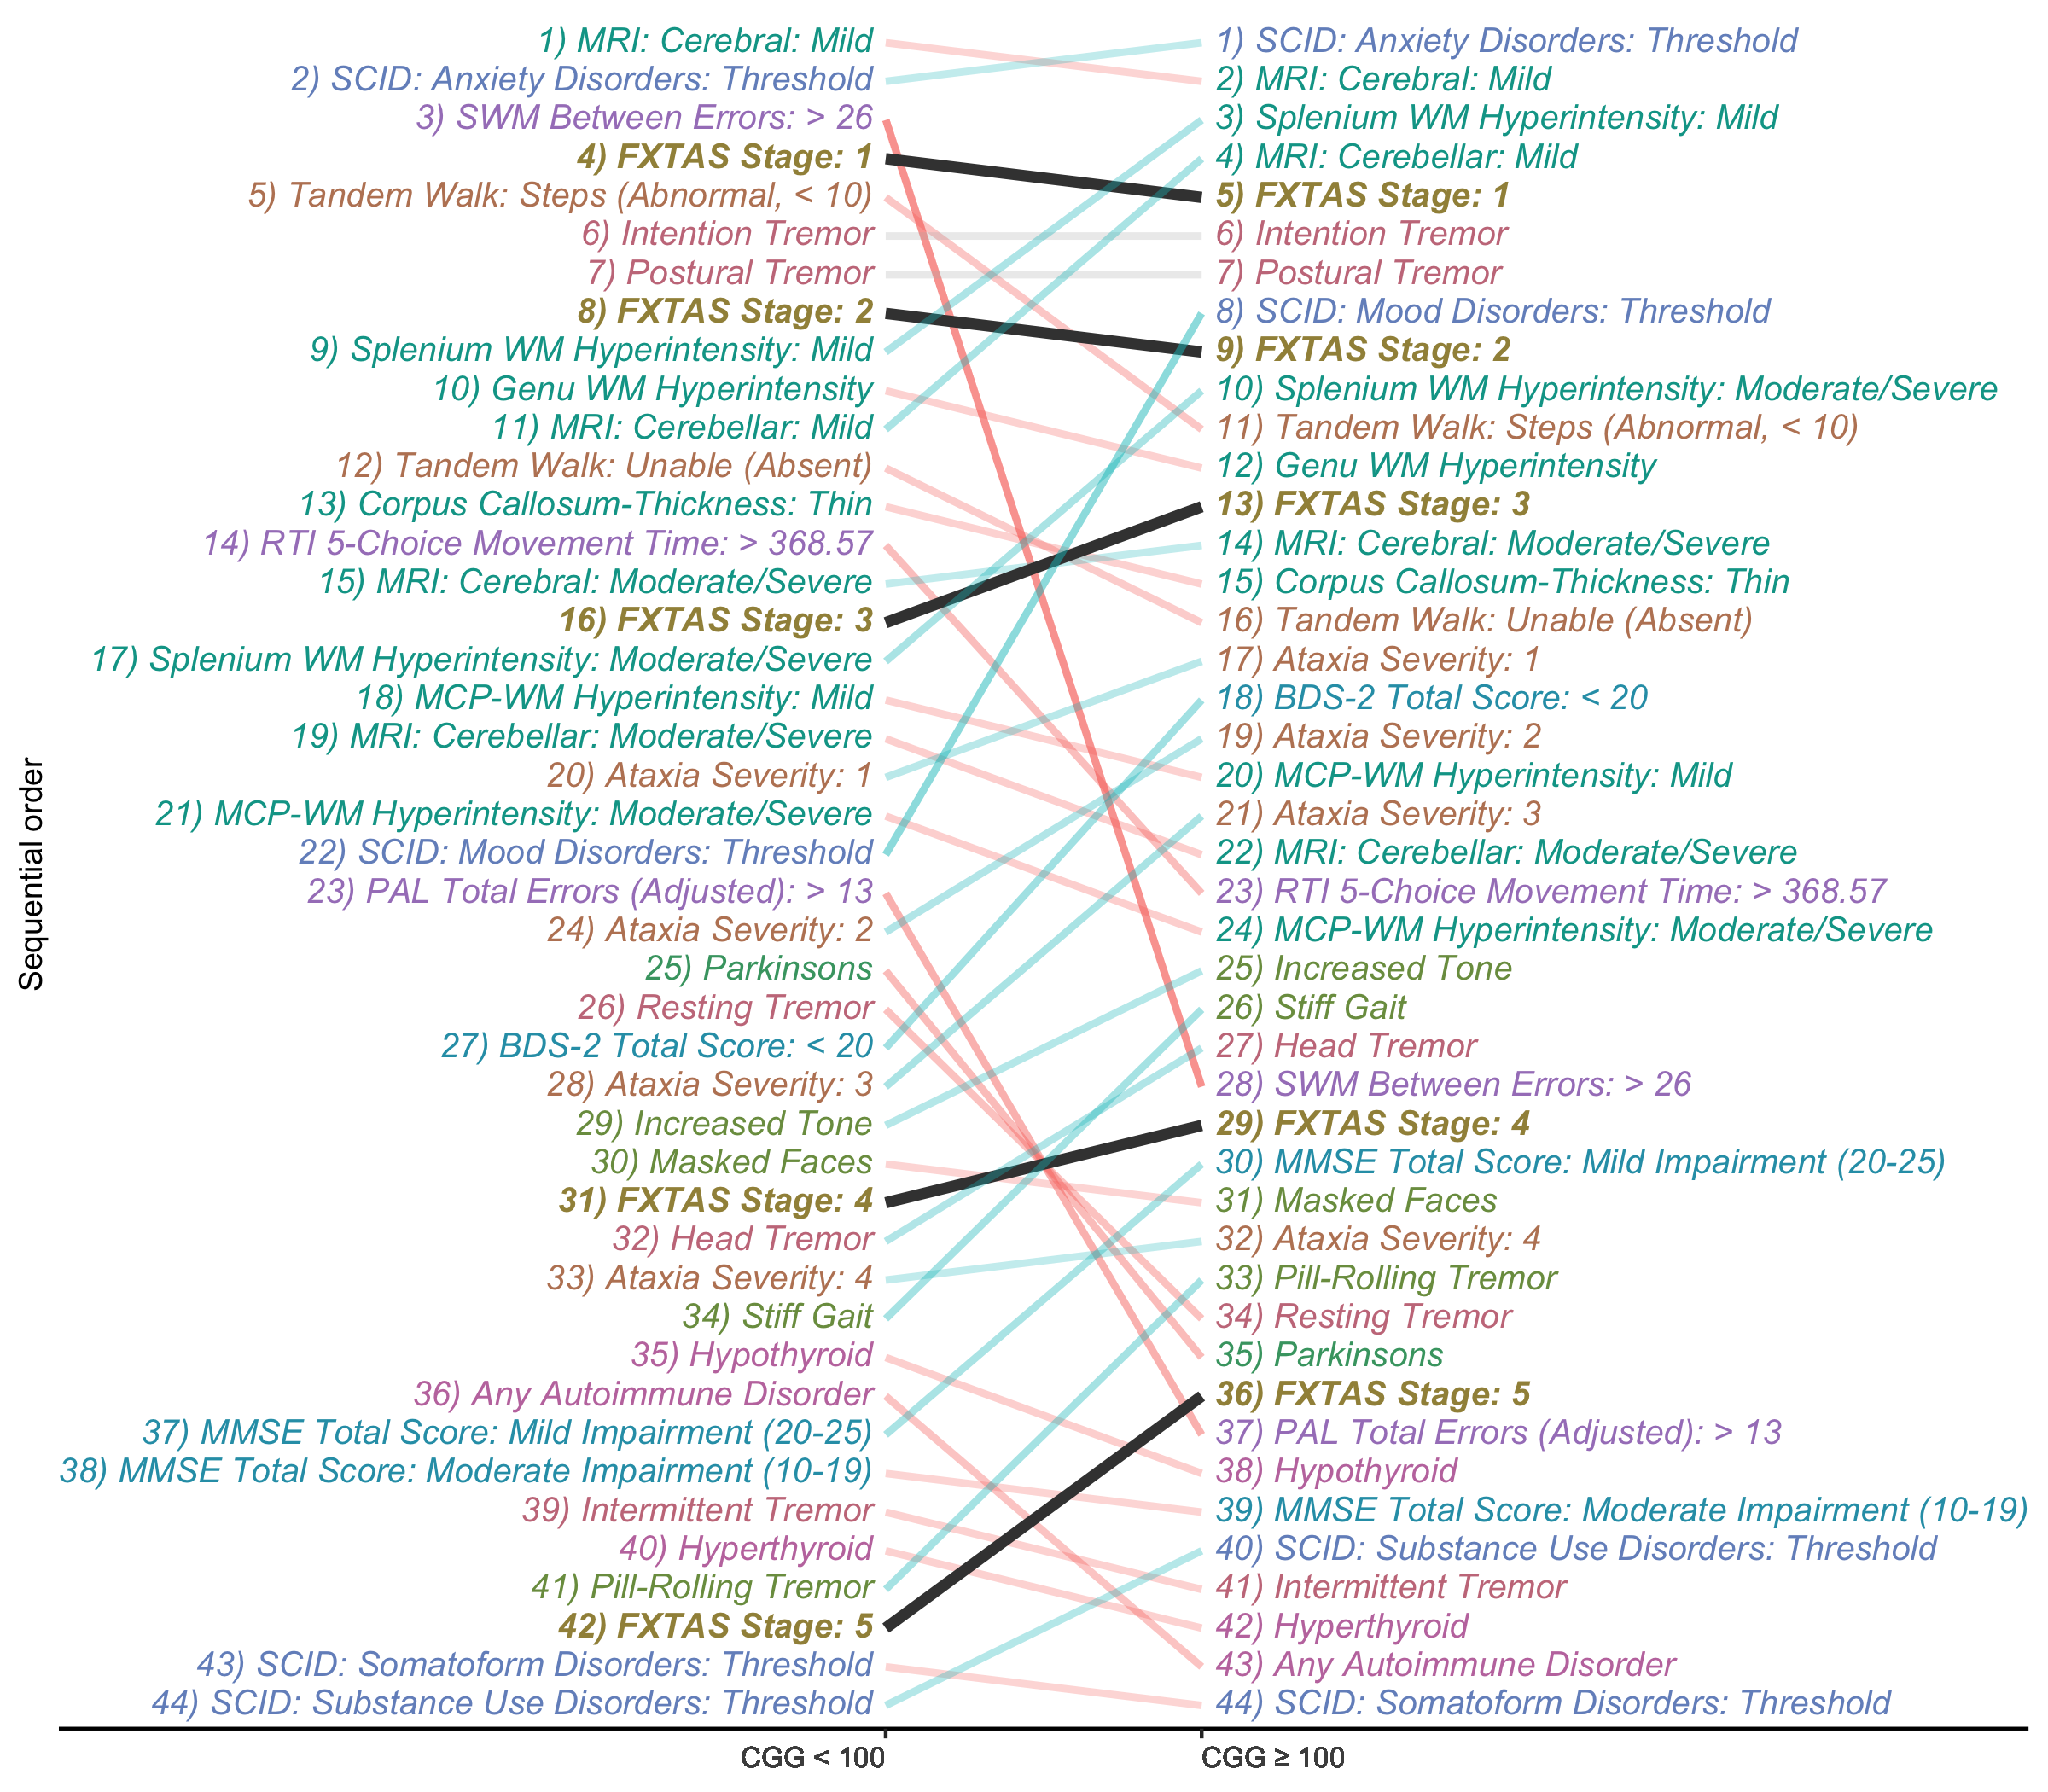 Sequential order
1) MRI: Cerebral: Mild
2) SCID: Anxiety Disorders: Threshold
3) SWM Between Errors: > 26
4) FXTAS Stage: 1
5) Tandem Walk: Steps (Abnormal, < 10)
6) Intention Tremor
7) Postural Tremor
8) FXTAS Stage: 2
9) Splenium WM Hyperintensity: Mild
10) Genu WM Hyperintensity
11) MRI: Cerebellar: Mild
12) Tandem Walk: Unable (Absent)
13) Corpus Callosum-Thickness: Thin
14) RTI 5-Choice Movement Time: > 368.57
15) MRI: Cerebral: Moderate/Severe
16) FXTAS Stage: 3
17) Splenium WM Hyperintensity: Moderate/Severe
18) MCP-WM Hyperintensity: Mild
19) MRI: Cerebellar: Moderate/Severe
20) Ataxia Severity: 1
21) MCP-WM Hyperintensity: Moderate/Severe
22) SCID: Mood Disorders: Threshold
23) PAL Total Errors (Adjusted): > 13
24) Ataxia Severity: 2
25) Parkinsons
26) Resting Tremor
27) BDS-2 Total Score: < 20
28) Ataxia Severity: 3
29) Increased Tone
30) Masked Faces
31) FXTAS Stage: 4
32) Head Tremor
33) Ataxia Severity: 4
34) Stiff Gait
35) Hypothyroid
36) Any Autoimmune Disorder
37) MMSE Total Score: Mild Impairment (20-25)
38) MMSE Total Score: Moderate Impairment (10-19)
39) Intermittent Tremor
40) Hyperthyroid
41) Pill-Rolling Tremor
42) FXTAS Stage: 5
43) SCID: Somatoform Disorders: Threshold
44) SCID: Substance Use Disorders: Threshold
1) SCID: Anxiety Disorders: Threshold
2) MRI: Cerebral: Mild
3) Splenium WM Hyperintensity: Mild
4) MRI: Cerebellar: Mild
5) FXTAS Stage: 1
6) Intention Tremor
7) Postural Tremor
8) SCID: Mood Disorders: Threshold
9) FXTAS Stage: 2
10) Splenium WM Hyperintensity: Moderate/Severe
11) Tandem Walk: Steps (Abnormal, < 10)
12) Genu WM Hyperintensity
13) FXTAS Stage: 3
14) MRI: Cerebral: Moderate/Severe
15) Corpus Callosum-Thickness: Thin
16) Tandem Walk: Unable (Absent)
17) Ataxia Severity: 1
18) BDS-2 Total Score: < 20
19) Ataxia Severity: 2
20) MCP-WM Hyperintensity: Mild
21) Ataxia Severity: 3
22) MRI: Cerebellar: Moderate/Severe
23) RTI 5-Choice Movement Time: > 368.57
24) MCP-WM Hyperintensity: Moderate/Severe
25) Increased Tone
26) Stiff Gait
27) Head Tremor
28) SWM Between Errors: > 26
29) FXTAS Stage: 4
30) MMSE Total Score: Mild Impairment (20-25)
31) Masked Faces
32) Ataxia Severity: 4
33) Pill-Rolling Tremor
34) Resting Tremor
35) Parkinsons
36) FXTAS Stage: 5
37) PAL Total Errors (Adjusted): > 13
38) Hypothyroid
39) MMSE Total Score: Moderate Impairment (10-19)
40) SCID: Substance Use Disorders: Threshold
41) Intermittent Tremor
42) Hyperthyroid
43) Any Autoimmune Disorder
44) SCID: Somatoform Disorders: Threshold
CGG < 100
CGG ≥ 100